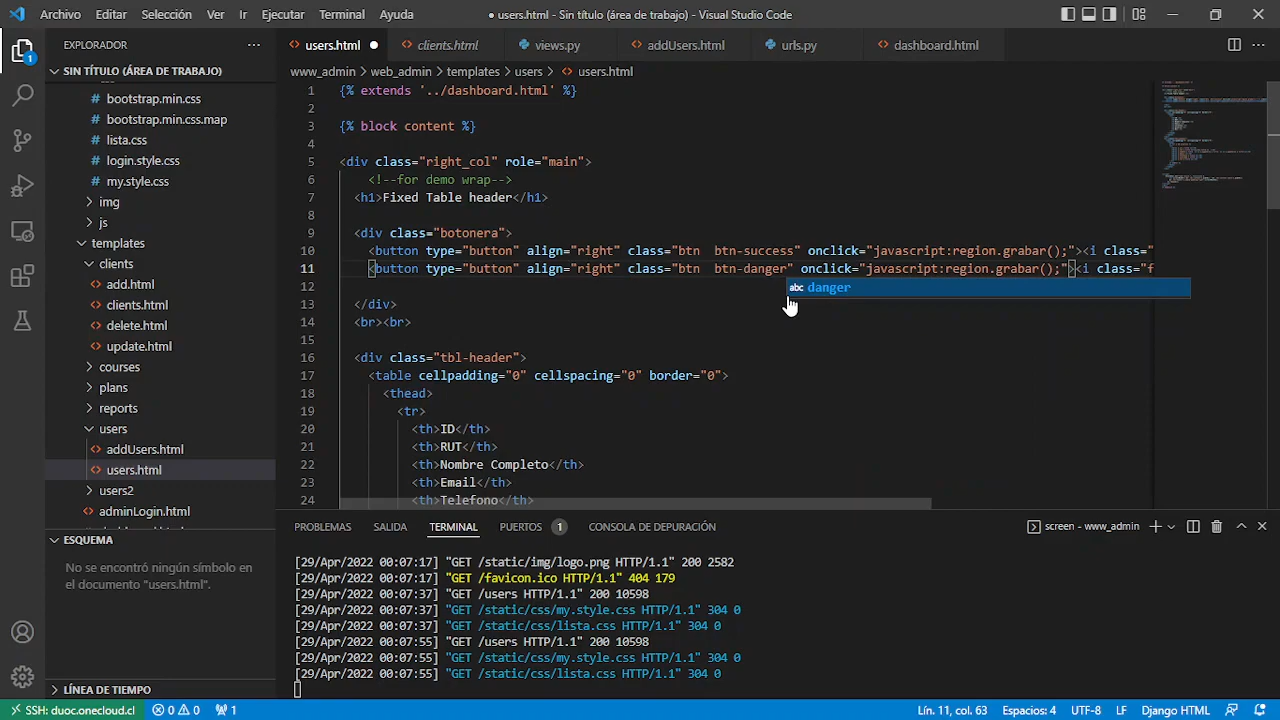 Archivo Editar Selección Ver Ir Ejecutar Terminal Ayuda ● users.html - Sin título (área de trabajo) - Visual Studio Code
EXPLORADOR ···
users.html ● clients.html views.py addUsers.html urls.py dashboard.html
SIN TÍTULO (ÁREA DE TRABAJO)
www_admin > web_admin > templates > users > users.html
bootstrap.min.css
bootstrap.min.css.map
lista.css
login.style.css
my.style.css
img
js
templates
clients
add.html
clients.html
delete.html
update.html
courses
plans
reports
users
addUsers.html
users.html
users2
adminLogin.html
1 {% extends '../dashboard.html' %}
2
3 {% block content %}
4
5 <div class="right_col" role="main">
6 <!--for demo wrap-->
7 <h1>Fixed Table header</h1>
8
9 <div class="botonera">
10 <button type="button" align="right" class="btn  btn-success" onclick="javascript:region.grabar();"><i class="
11 <button type="button" align="right" class="btn  btn-danger" onclick="javascript:region.grabar();"><i class="f
abc danger
12
13 </div>
14 <br><br>
15
16 <div class="tbl-header">
17 <table cellpadding="0" cellspacing="0" border="0">
18 <thead>
19 <tr>
20 <th>ID</th>
21 <th>RUT</th>
22 <th>Nombre Completo</th>
23 <th>Email</th>
24 <th>Telefono</th>
ESQUEMA
No se encontró ningún símbolo en
el documento "users.html".
LÍNEA DE TIEMPO
PROBLEMAS SALIDA TERMINAL PUERTOS 1 CONSOLA DE DEPURACIÓN screen - www_admin
[29/Apr/2022 00:07:17] "GET /static/img/logo.png HTTP/1.1" 200 2582
[29/Apr/2022 00:07:17] "GET /favicon.ico HTTP/1.1" 404 179
[29/Apr/2022 00:07:37] "GET /users HTTP/1.1" 200 10598
[29/Apr/2022 00:07:37] "GET /static/css/my.style.css HTTP/1.1" 304 0
[29/Apr/2022 00:07:37] "GET /static/css/lista.css HTTP/1.1" 304 0
[29/Apr/2022 00:07:55] "GET /users HTTP/1.1" 200 10598
[29/Apr/2022 00:07:55] "GET /static/css/my.style.css HTTP/1.1" 304 0
[29/Apr/2022 00:07:55] "GET /static/css/lista.css HTTP/1.1" 304 0
SSH: duoc.onecloud.cl 0 0 1 Lín. 11, col. 63 Espacios: 4 UTF-8 LF Django HTML